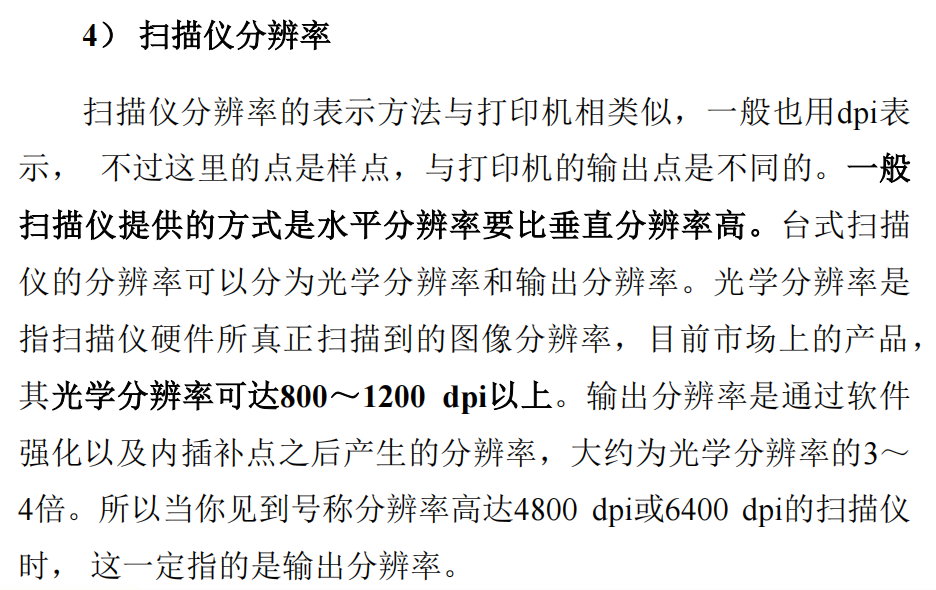 4） 扫描仪分辨率
扫描仪分辨率的表示方法与打印机相类似，一般也用dpi表
示， 不过这里的点是样点，与打印机的输出点是不同的。一般
扫描仪提供的方式是水平分辨率要比垂直分辨率高。台式扫描
仪的分辨率可以分为光学分辨率和输出分辨率。光学分辨率是
指扫描仪硬件所真正扫描到的图像分辨率，目前市场上的产品，
其光学分辨率可达800～1200 dpi以上。输出分辨率是通过软件
强化以及内插补点之后产生的分辨率，大约为光学分辨率的3～
4倍。所以当你见到号称分辨率高达4800 dpi或6400 dpi的扫描仪
时， 这一定指的是输出分辨率。